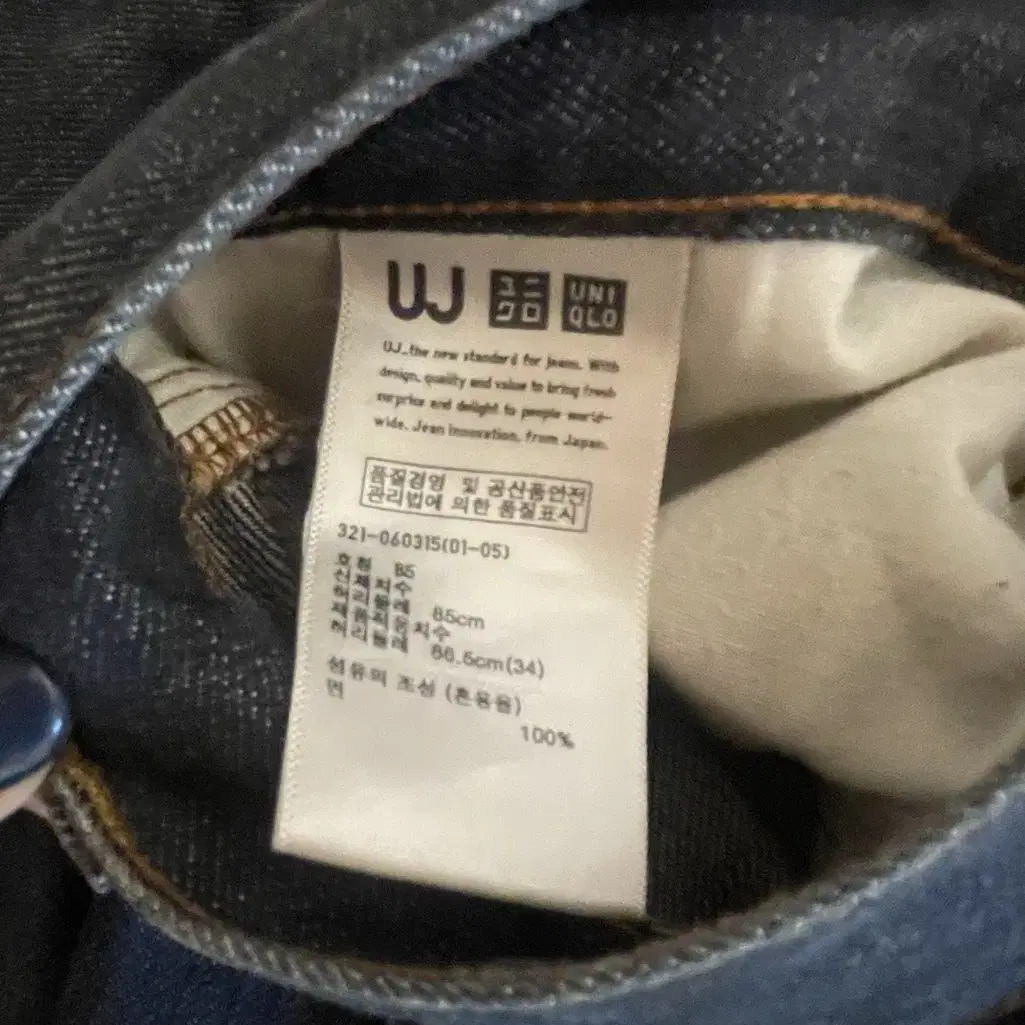 UJ ユニクロ UNIQLO
UJ_the new standard for jeans. With
design, quality and value to bring fresh
surprise and delight to people world-
wide. Jean innovation, from Japan.
품질경영 및 공산품안전
관리법에 의한 품질표시
321-060315(01-05)
호칭 85
신체치수
허리둘레 85cm
제품직운치수
허리둘레 86.5cm(34)
섬유의 조성 (혼용율)
면
100%